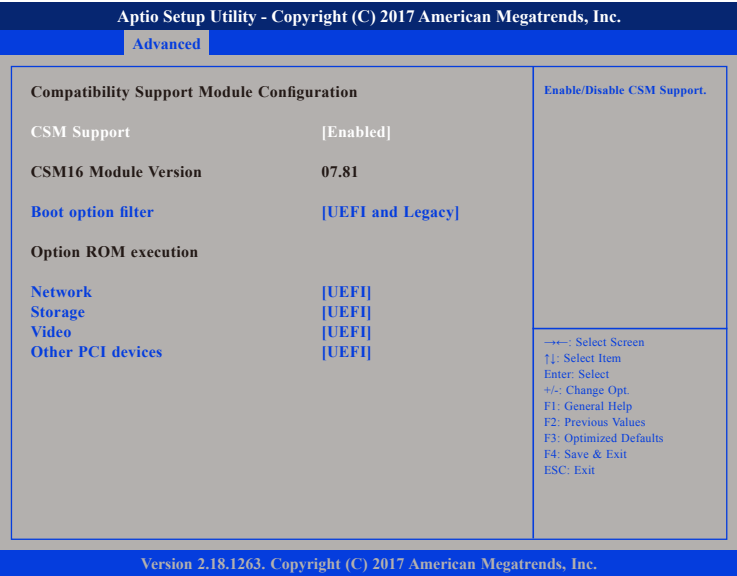 Aptio Setup Utility - Copyright (C) 2017 American Megatrends, Inc.
Advanced
Compatibility Support Module Configuration
CSM Support [Enabled]
CSM16 Module Version 07.81
Boot option filter [UEFI and Legacy]
Option ROM execution
Network [UEFI]
Storage [UEFI]
Video [UEFI]
Other PCI devices [UEFI]
Enable/Disable CSM Support.
→←: Select Screen
↑↓: Select Item
Enter: Select
+/-: Change Opt.
F1: General Help
F2: Previous Values
F3: Optimized Defaults
F4: Save & Exit
ESC: Exit
Version 2.18.1263. Copyright (C) 2017 American Megatrends, Inc.